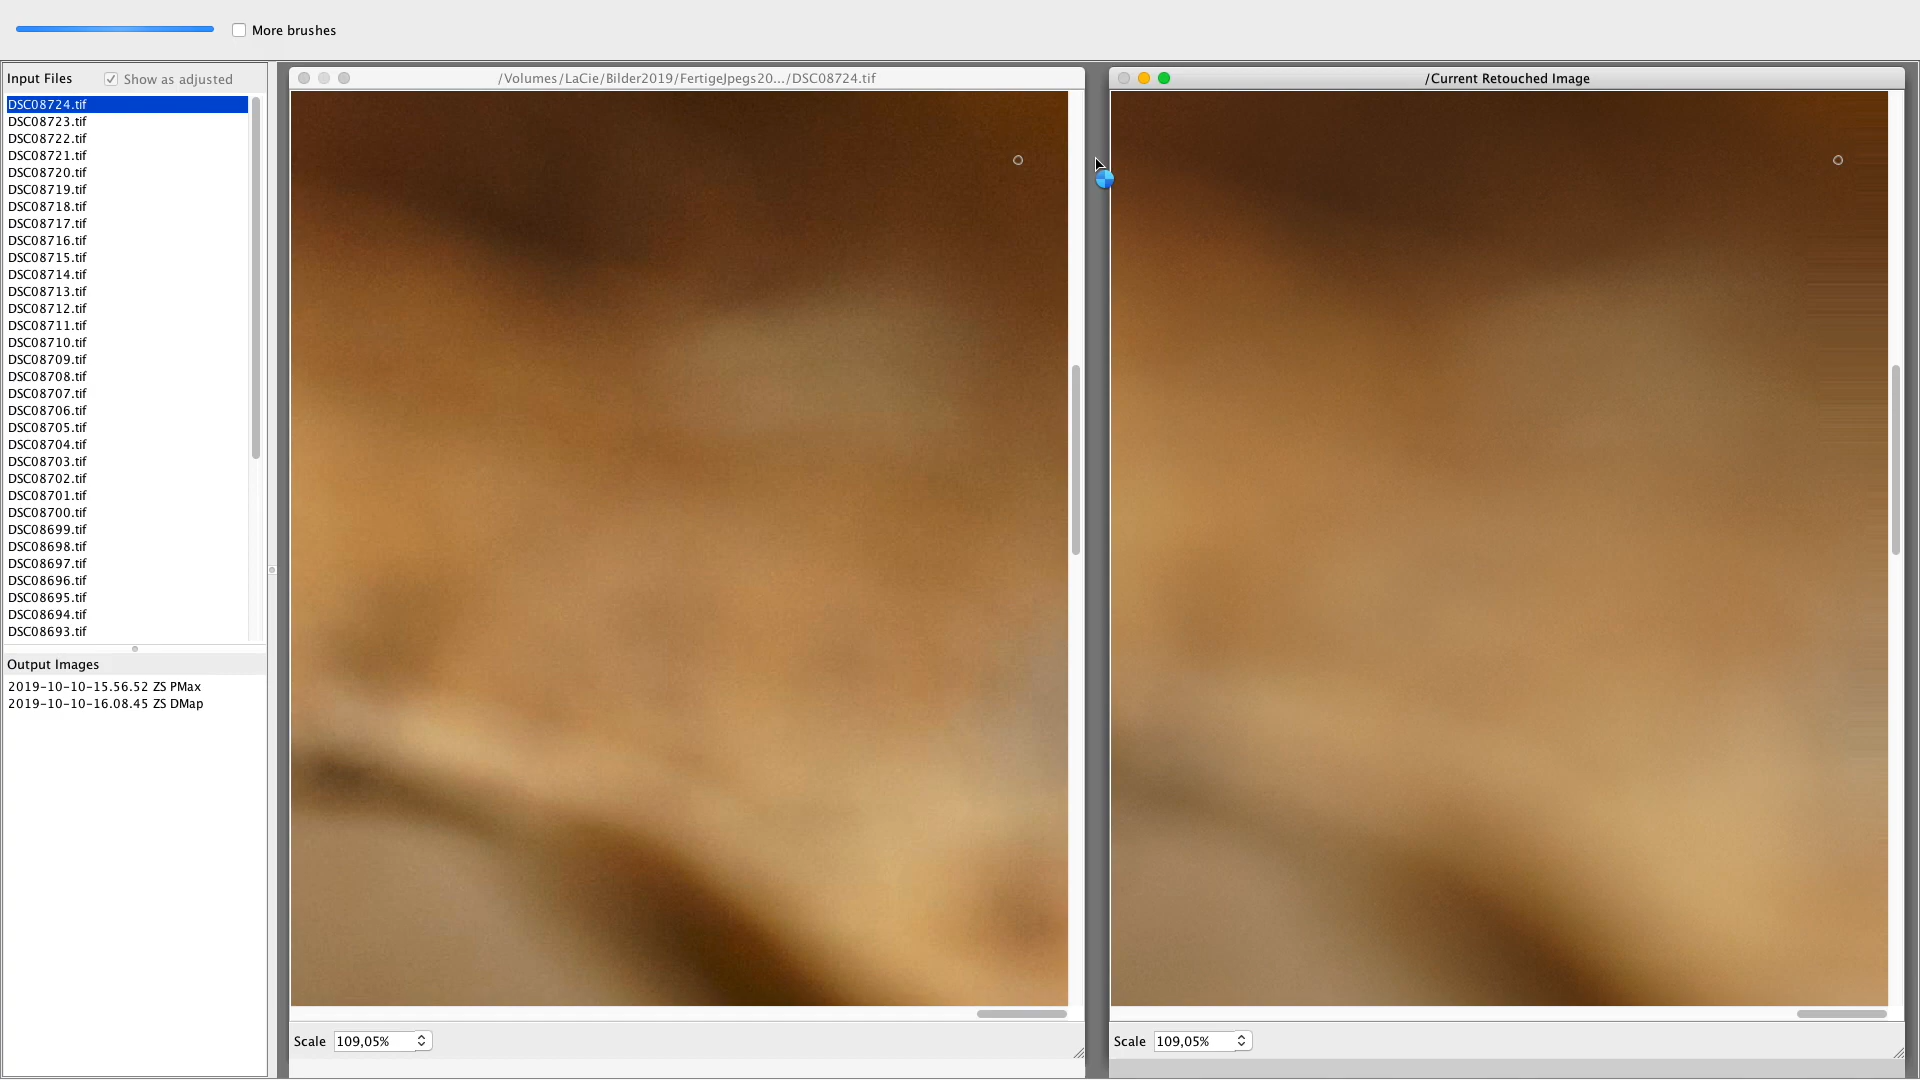 More brushes
Input Files
Show as adjusted
/Volumes/LaCie/Bilder2019/FertigeJpegs20.../DSC08724.tif
/Current Retouched Image
DSC08724.tif
DSC08723.tif
DSC08722.tif
DSC08721.tif
DSC08720.tif
DSC08719.tif
DSC08718.tif
DSC08717.tif
DSC08716.tif
DSC08715.tif
DSC08714.tif
DSC08713.tif
DSC08712.tif
DSC08711.tif
DSC08710.tif
DSC08709.tif
DSC08708.tif
DSC08707.tif
DSC08706.tif
DSC08705.tif
DSC08704.tif
DSC08703.tif
DSC08702.tif
DSC08701.tif
DSC08700.tif
DSC08699.tif
DSC08698.tif
DSC08697.tif
DSC08696.tif
DSC08695.tif
DSC08694.tif
DSC08693.tif
Output Images
2019-10-10-15.56.52 ZS PMax
2019-10-10-16.08.45 ZS DMap
Scale 109,05%
Scale 109,05%